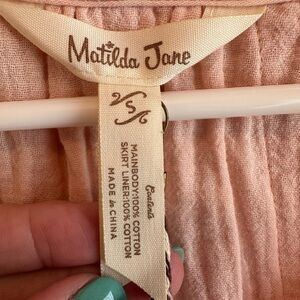 Matilda Jane
S
Contents
MAINBODY:100% COTTON
SKIRT LINER:100% COTTON
MADE in CHINA